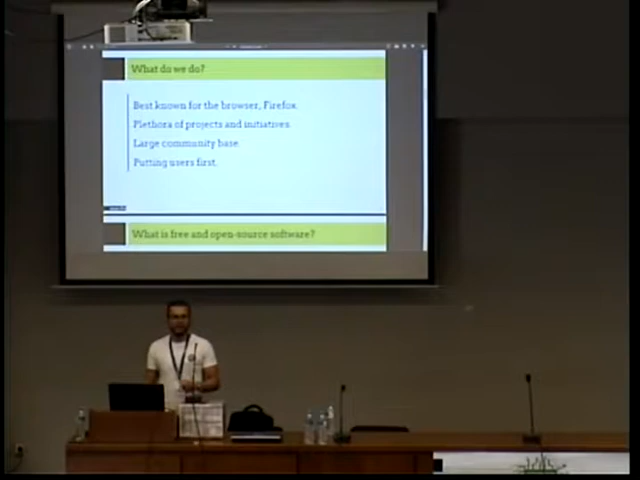 What do we do?
Best known for the browser, Firefox.
Plethora of projects and initiatives.
Large community base.
Putting users first.
What is free and open-source software?